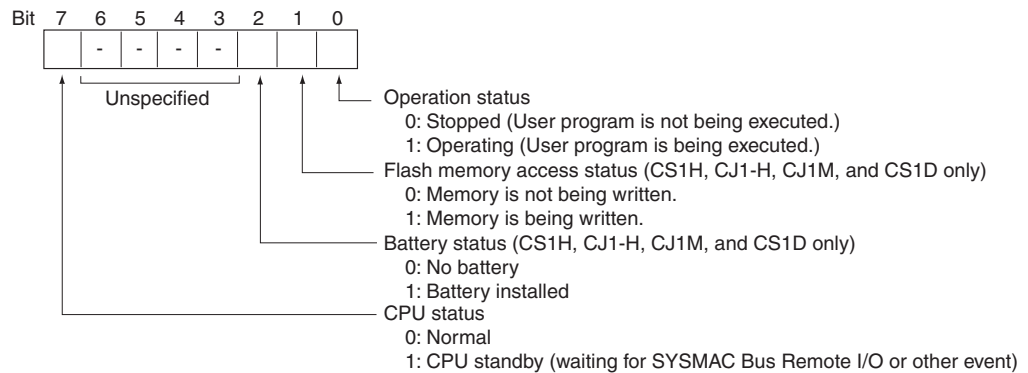 Bit 7 6 5 4 3 2 1 0
- - - -
Unspecified
Operation status
0: Stopped (User program is not being executed.)
1: Operating (User program is being executed.)
Flash memory access status (CS1H, CJ1-H, CJ1M, and CS1D only)
0: Memory is not being written.
1: Memory is being written.
Battery status (CS1H, CJ1-H, CJ1M, and CS1D only)
0: No battery
1: Battery installed
CPU status
0: Normal
1: CPU standby (waiting for SYSMAC Bus Remote I/O or other event)